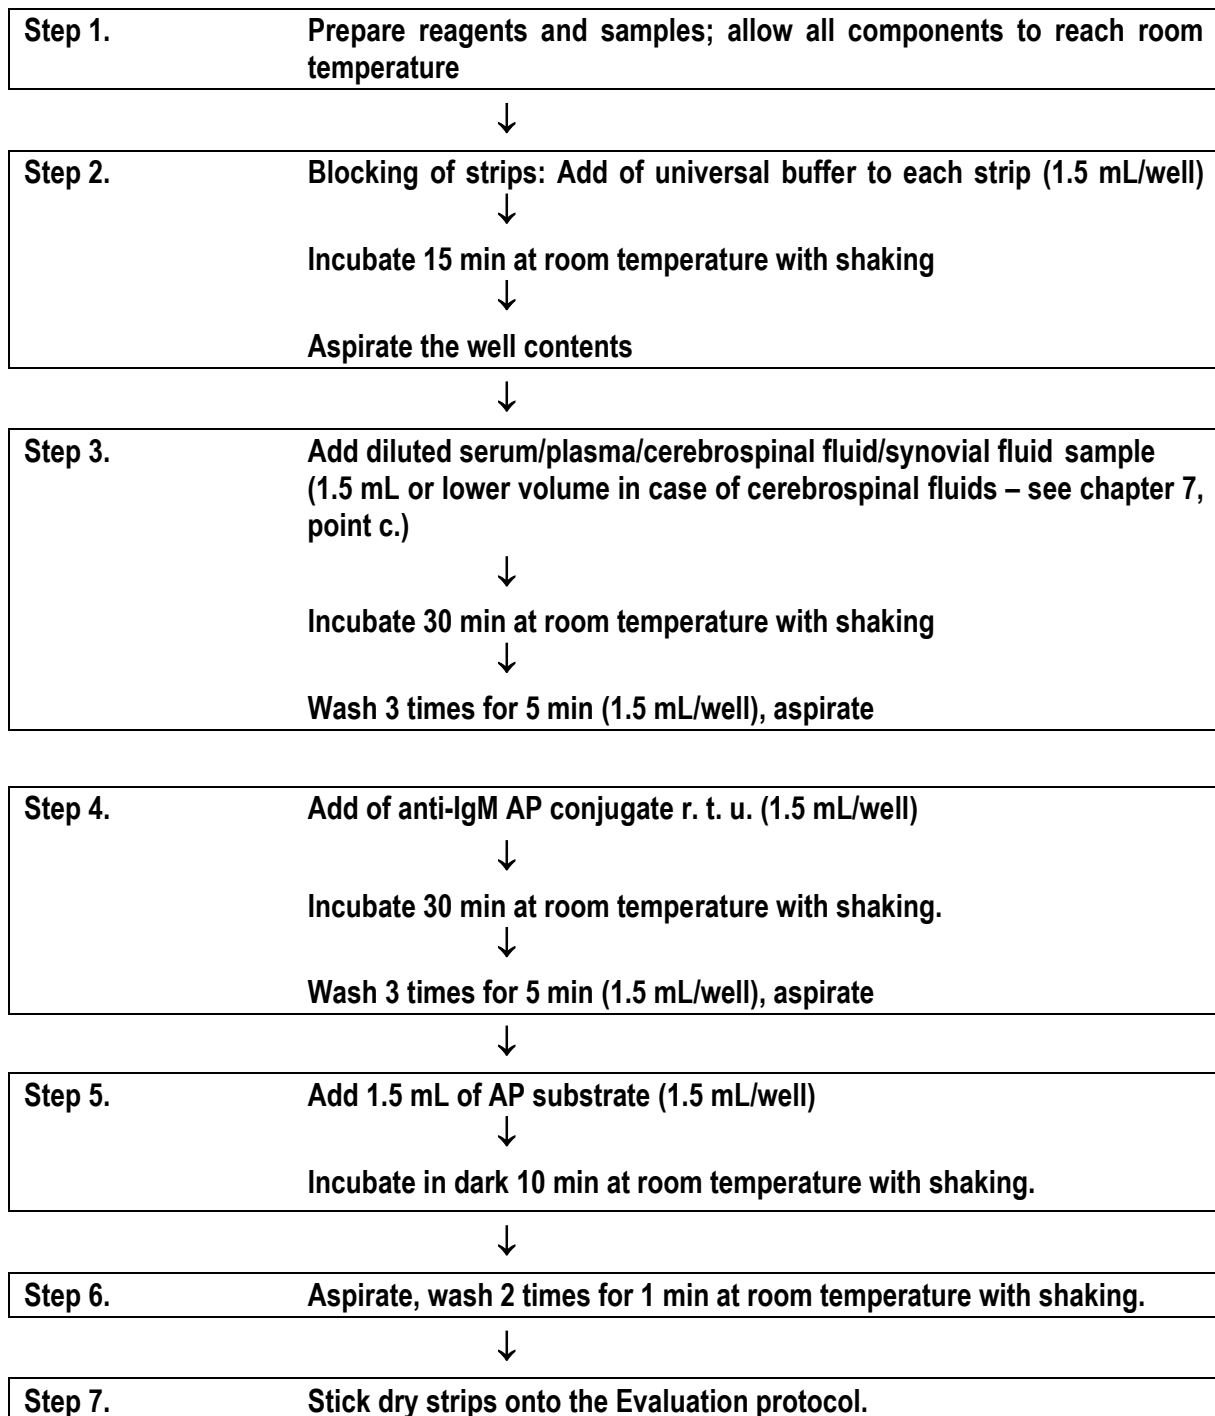 Step 1. Prepare reagents and samples; allow all components to reach room
temperature
↓
Step 2. Blocking of strips: Add of universal buffer to each strip (1.5 mL/well)
↓
Incubate 15 min at room temperature with shaking
↓
Aspirate the well contents
↓
Step 3. Add diluted serum/plasma/cerebrospinal fluid/synovial fluid sample
(1.5 mL or lower volume in case of cerebrospinal fluids – see chapter 7,
point c.)
↓
Incubate 30 min at room temperature with shaking
↓
Wash 3 times for 5 min (1.5 mL/well), aspirate
Step 4. Add of anti-IgM AP conjugate r. t. u. (1.5 mL/well)
↓
Incubate 30 min at room temperature with shaking.
↓
Wash 3 times for 5 min (1.5 mL/well), aspirate
↓
Step 5. Add 1.5 mL of AP substrate (1.5 mL/well)
↓
Incubate in dark 10 min at room temperature with shaking.
↓
Step 6. Aspirate, wash 2 times for 1 min at room temperature with shaking.
↓
Step 7. Stick dry strips onto the Evaluation protocol.